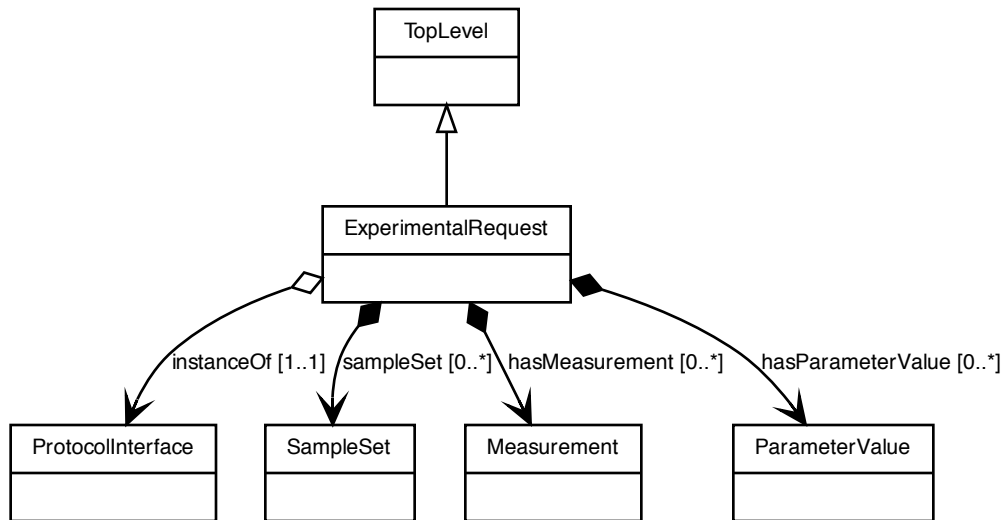 TopLevel
ExperimentalRequest
instanceOf [1..1]
sampleSet [0..*]
hasMeasurement [0..*]
hasParameterValue [0..*]
ProtocolInterface
SampleSet
Measurement
ParameterValue